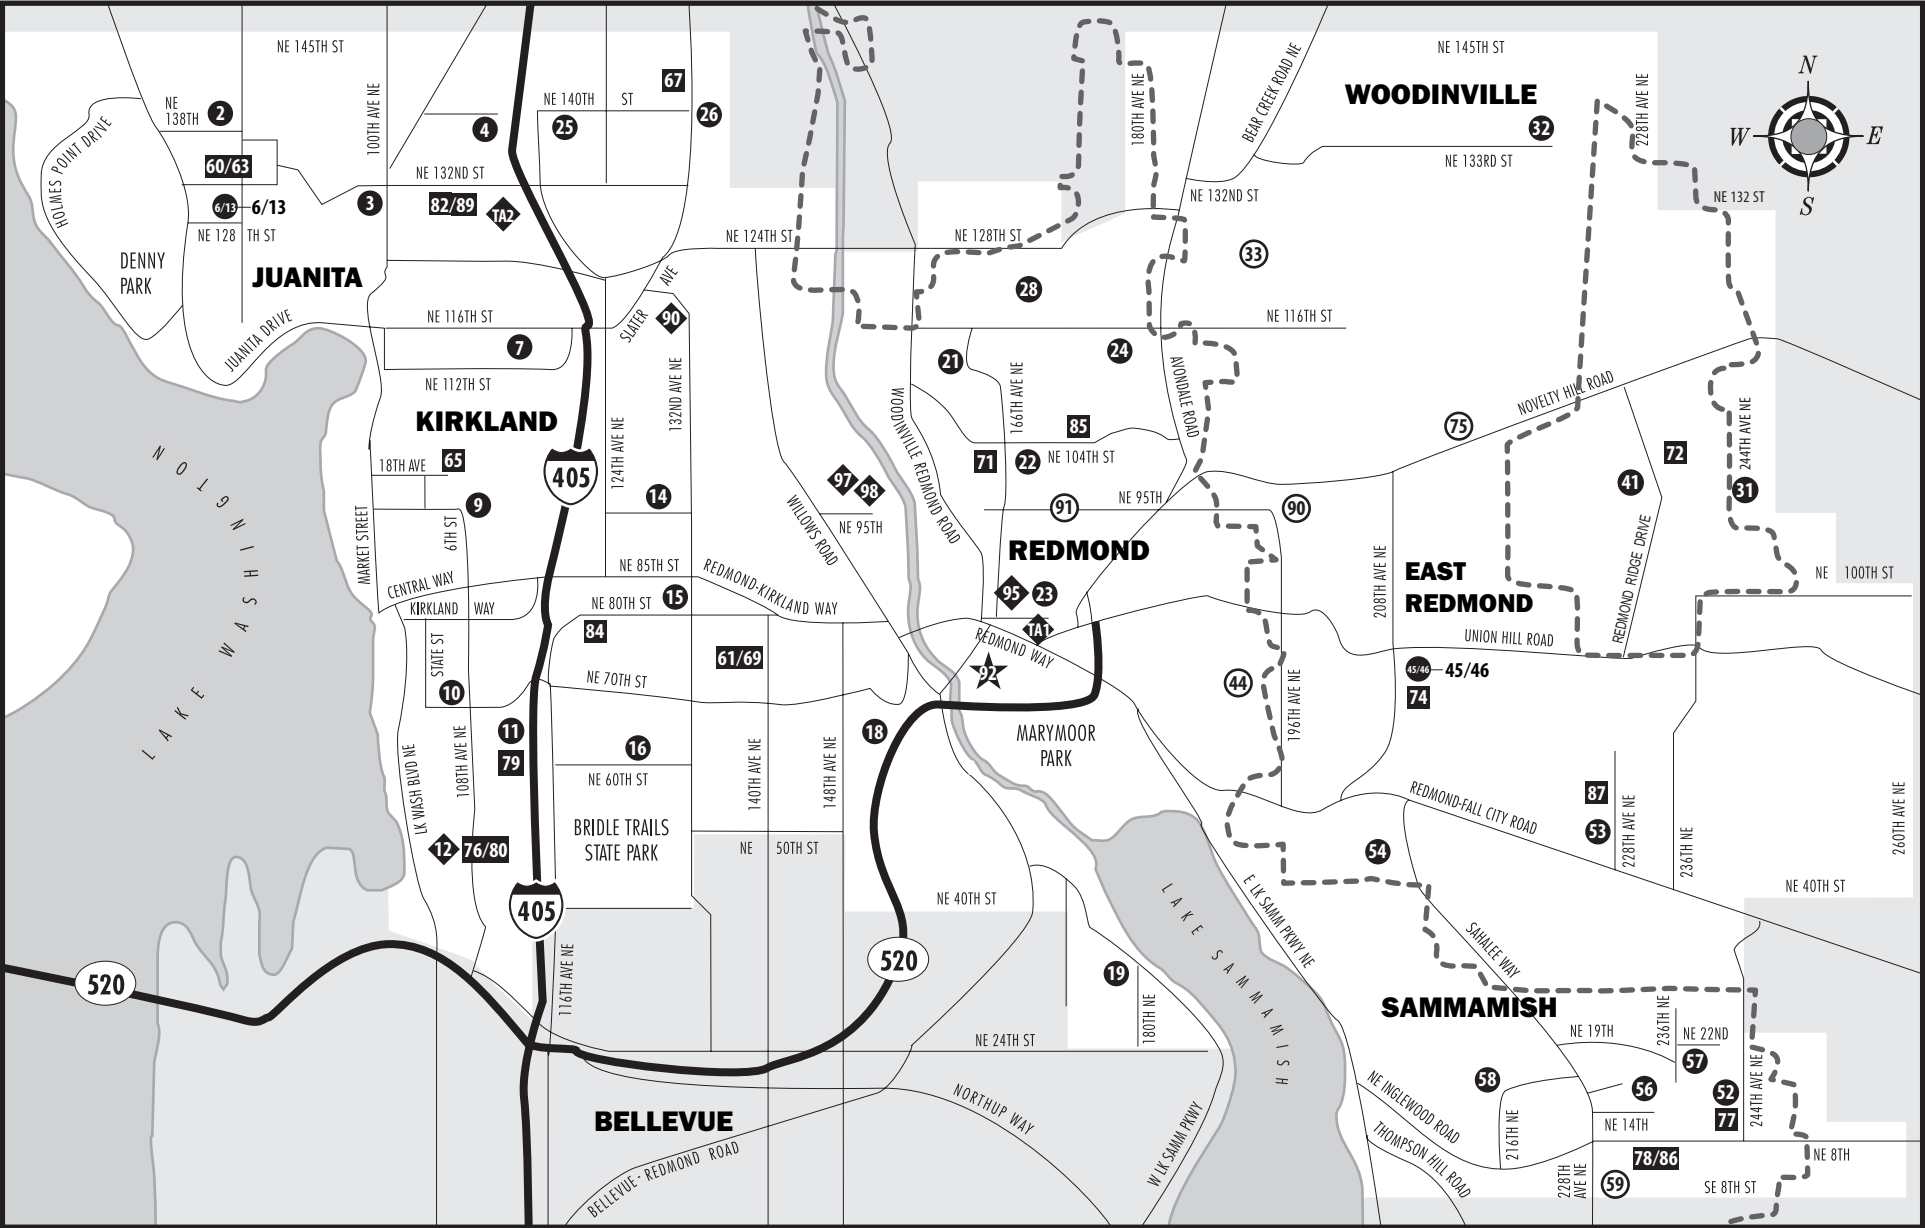 NE 145TH ST
NE 145TH ST
WOODINVILLE
N
W
E
S
67
NE 140TH ST
NE
138TH
2
4
25
26
32
HOLMES POINT DRIVE
100TH AVE NE
180TH AVE NE
BEAR CREEK ROAD NE
228TH AVE NE
60/63
NE 132ND ST
NE 133RD ST
6/13
6/13
3
82/89
TA2
NE 132ND ST
NE 132 ST
NE 128 TH ST
NE 124TH ST
NE 128TH ST
33
DENNY
PARK
JUANITA
SLATER AVE
28
JUANITA DRIVE
NE 116TH ST
90
NE 116TH ST
7
21
24
NE 112TH ST
132ND AVE NE
166TH AVE NE
AVONDALE ROAD
KIRKLAND
WOODINVILLE REDMOND ROAD
NOVELTY HILL ROAD
75
85
244TH AVE NE
124TH AVE NE
18TH AVE
65
405
71
22
NE 104TH ST
72
41
31
97
98
9
14
WILLOWS ROAD
NE 95TH
NE 95TH
91
90
LAKE WASHINGTON
MARKET STREET
6TH ST
REDMOND
208TH AVE NE
EAST
REDMOND
REDMOND RIDGE DRIVE
NE 100TH ST
CENTRAL WAY
NE 85TH ST
REDMOND-KIRKLAND WAY
KIRKLAND WAY
NE 80TH ST
15
95
23
TA1
84
STATE ST
61/69
REDMOND WAY
UNION HILL ROAD
92
45/46
45/46
74
44
10
NE 70TH ST
196TH AVE NE
11
79
16
18
MARYMOOR
PARK
NE 60TH ST
LK WASH BLVD NE
108TH AVE NE
140TH AVE NE
148TH AVE NE
REDMOND-FALL CITY ROAD
87
53
228TH AVE NE
236TH NE
260TH AVE NE
BRIDLE TRAILS
STATE PARK
12
76/80
NE 50TH ST
54
405
NE 40TH ST
NE 40TH ST
LAKE SAMMAMISH
E LK SAMM PKWY NE
SAHALEE WAY
520
520
116TH AVE NE
19
180TH NE
SAMMAMISH
236TH NE
NE 19TH
NE 22ND
NE 24TH ST
57
58
56
52
77
244TH AVE NE
NE INGLEWOOD ROAD
216TH NE
NE 14TH
BELLEVUE
NORTHUP WAY
BELLEVUE - REDMOND ROAD
W LK SAMM PKWY
THOMPSON HILL ROAD
78/86
NE 8TH
228TH
AVE NE
59
SE 8TH ST